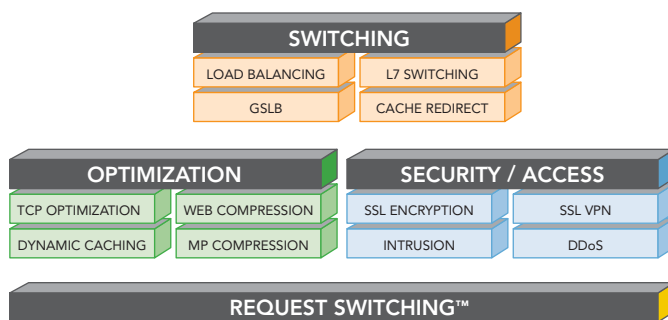 SWITCHING
LOAD BALANCING
L7 SWITCHING
GSLB
CACHE REDIRECT
OPTIMIZATION
SECURITY / ACCESS
TCP OPTIMIZATION
WEB COMPRESSION
SSL ENCRYPTION
SSL VPN
DYNAMIC CACHING
MP COMPRESSION
INTRUSION
DDoS
REQUEST SWITCHING™